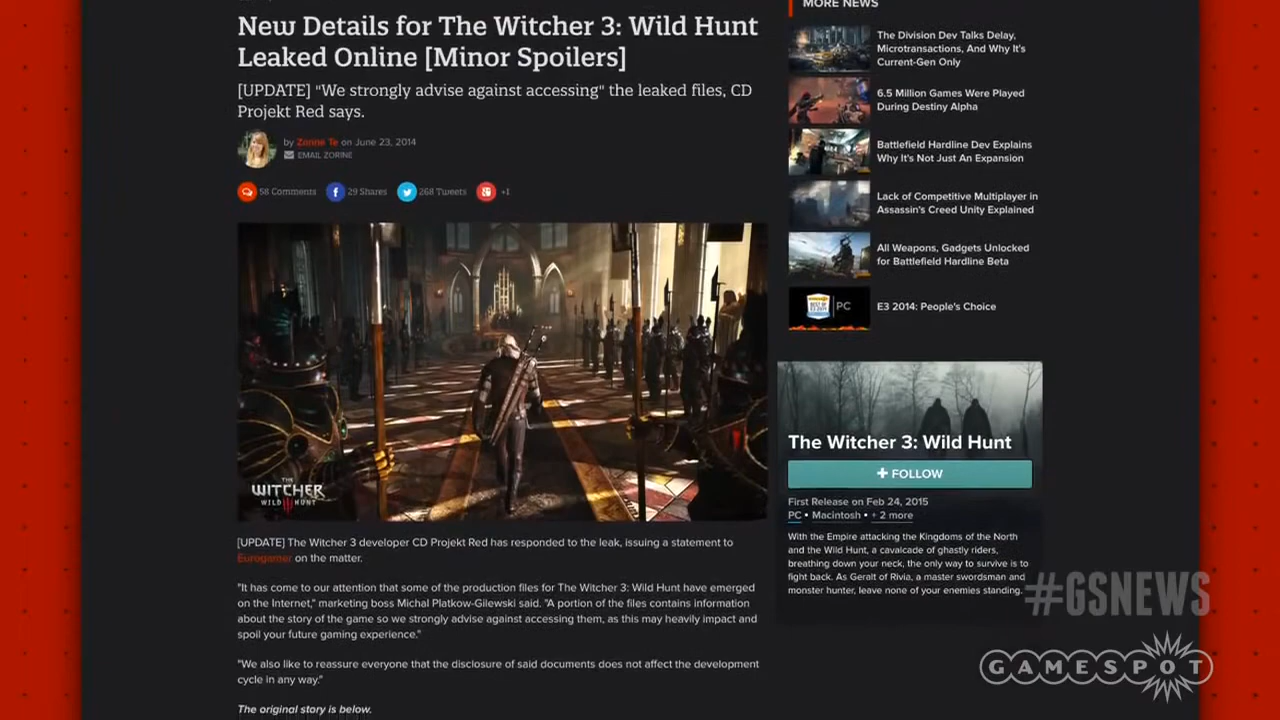 New Details for The Witcher 3: Wild Hunt
Leaked Online [Minor Spoilers]
[UPDATE] "We strongly advise against accessing" the leaked files, CD
Projekt Red says.
by Zorine Te on June 23, 2014
EMAIL ZORINE
58 Comments
29 Shares
268 Tweets
+1
THE
WITCHER
WILD HUNT
[UPDATE] The Witcher 3 developer CD Projekt Red has responded to the leak, issuing a statement to
Eurogamer on the matter.
"It has come to our attention that some of the production files for The Witcher 3: Wild Hunt have emerged
on the Internet," marketing boss Michal Platkow-Gilewski said. "A portion of the files contains information
about the story of the game so we strongly advise against accessing them, as this may heavily impact and
spoil your future gaming experience."
"We also like to reassure everyone that the disclosure of said documents does not affect the development
cycle in any way."
The original story is below.
MORE NEWS
The Division Dev Talks Delay,
Microtransactions, And Why It's
Current-Gen Only
6.5 Million Games Were Played
During Destiny Alpha
Battlefield Hardline Dev Explains
Why It's Not Just An Expansion
Lack of Competitive Multiplayer in
Assassin's Creed Unity Explained
All Weapons, Gadgets Unlocked
for Battlefield Hardline Beta
PC
E3 2014: People's Choice
The Witcher 3: Wild Hunt
+ FOLLOW
First Release on Feb 24, 2015
PC • Macintosh • + 2 more
With the Empire attacking the Kingdoms of the North
and the Wild Hunt, a cavalcade of ghastly riders,
breathing down your neck, the only way to survive is to
fight back. As Geralt of Rivia, a master swordsman and
monster hunter, leave none of your enemies standing.
#GSNEWS
GAMESPOT